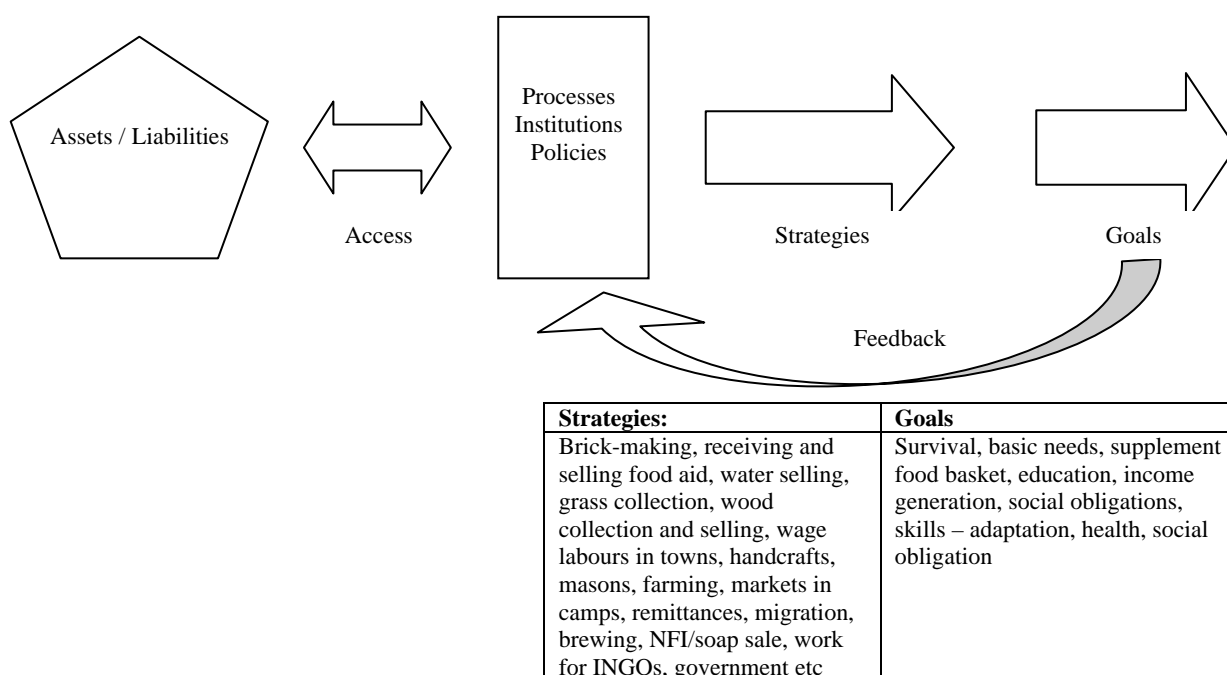 Assets / Liabilities
Access
Processes
Institutions
Policies
Strategies
Goals
Feedback
Strategies:
Brick-making, receiving and
selling food aid, water selling,
grass collection, wood
collection and selling, wage
labours in towns, handcrafts,
masons, farming, markets in
camps, remittances, migration,
brewing, NFI/soap sale, work
for INGOs, government etc
Goals
Survival, basic needs, supplement
food basket, education, income
generation, social obligations,
skills – adaptation, health, social
obligation